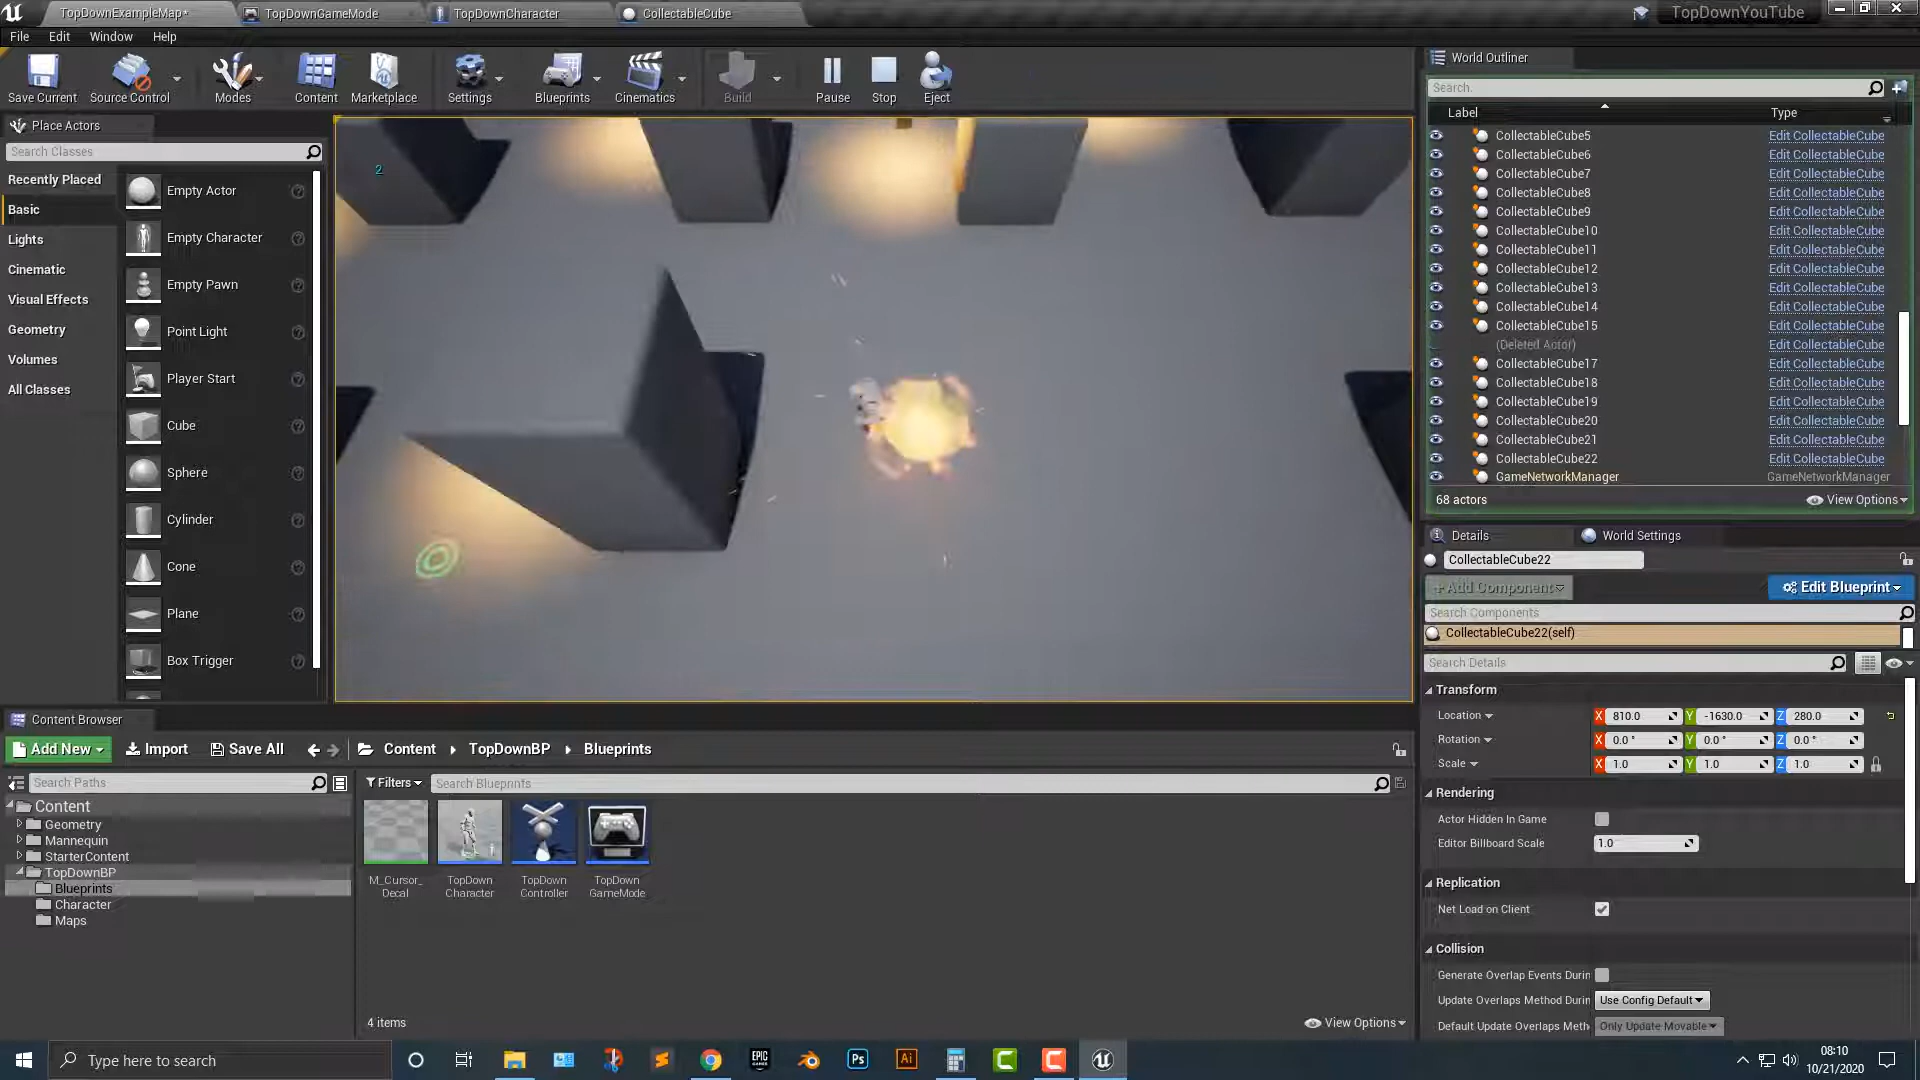 TopDownExampleMap*
TopDownGameMode
TopDownCharacter
CollectableCube
TopDownYouTube
File
Edit
Window
Help
Save Current
Source Control
Modes
Content
Marketplace
Settings
Blueprints
Cinematics
Build
Pause
Stop
Eject
Place Actors
Search Classes
Recently Placed
Basic
Lights
Cinematic
Visual Effects
Geometry
Volumes
All Classes
Empty Actor
Empty Character
Empty Pawn
Point Light
Player Start
Cube
Sphere
Cylinder
Cone
Plane
Box Trigger
2
World Outliner
Search.
Label
Type
CollectableCube5 Edit CollectableCube
CollectableCube6 Edit CollectableCube
CollectableCube7 Edit CollectableCube
CollectableCube8 Edit CollectableCube
CollectableCube9 Edit CollectableCube
CollectableCube10 Edit CollectableCube
CollectableCube11 Edit CollectableCube
CollectableCube12 Edit CollectableCube
CollectableCube13 Edit CollectableCube
CollectableCube14 Edit CollectableCube
CollectableCube15 Edit CollectableCube
(Deleted Actor) Edit CollectableCube
CollectableCube17 Edit CollectableCube
CollectableCube18 Edit CollectableCube
CollectableCube19 Edit CollectableCube
CollectableCube20 Edit CollectableCube
CollectableCube21 Edit CollectableCube
CollectableCube22 Edit CollectableCube
GameNetworkManager GameNetworkManager
68 actors
View Options
Details
World Settings
CollectableCube22
+ Add Component
Edit Blueprint
Search Components
CollectableCube22(self)
Search Details
Transform
Location X 810.0 Y -1630.0 Z 280.0
Rotation X 0.0 ° Y 0.0 ° Z 0.0 °
Scale X 1.0 Y 1.0 Z 1.0
Rendering
Actor Hidden In Game
Editor Billboard Scale 1.0
Replication
Net Load on Client
Collision
Generate Overlap Events Durin
Update Overlaps Method Durin Use Config Default
Default Update Overlaps Meth Only Update Movable
Content Browser
Add New
Import
Save All
Content
TopDownBP
Blueprints
Search Paths
Filters
Search Blueprints
Content
Geometry
Mannequin
StarterContent
TopDownBP
Blueprints
Character
Maps
M_Cursor_
Decal
TopDown
Character
TopDown
Controller
TopDown
GameMode
4 items
View Options
Type here to search
EPIC
GAMES
Ps
Ai
08:10
10/21/2020